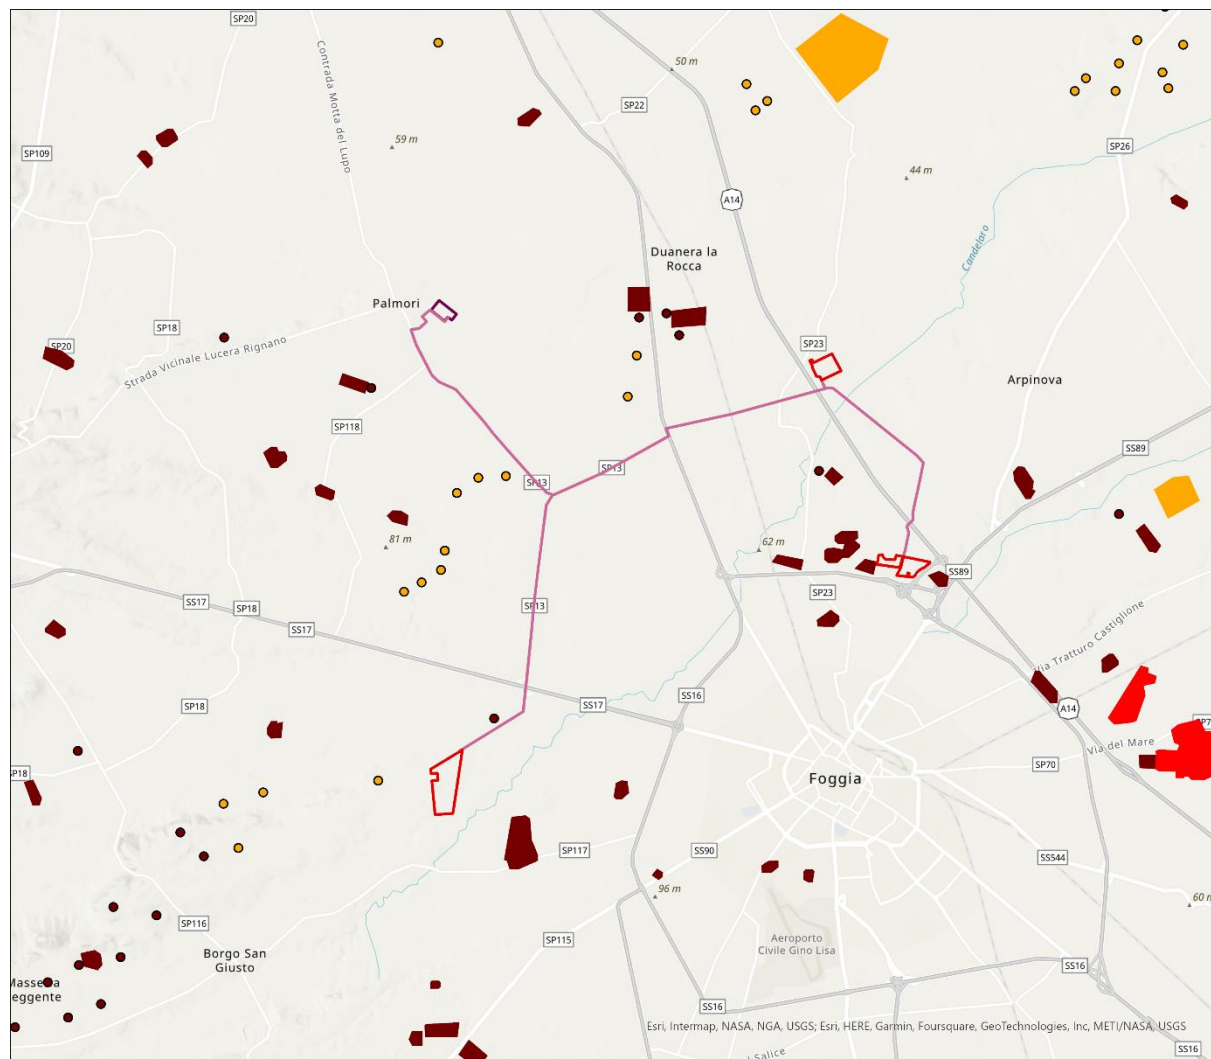 SP20
Contrada Motta del Lupo
50 m
SP22
59 m
SP109
SP26
44 m
A14
Candelaro
Duanera la
Rocca
Palmori
SP18
SP20
Strada Vicinale Lucera Rignano
SP23
Arpinova
SP118
SS89
SP13
SP13
81 m
62 m
SS89
SS17
SP18
SS17
SP13
SP23
Via Tratturo Castiglione
SP18
SS17
SS16
A14
SP7
Via del Mare
SP18
SP70
Foggia
SP117
SS90
SS544
96 m
60 m
SP116
SP115
Borgo San
Giusto
Aeroporto
Civile Gino Lisa
SS16
Masseria
eggente
SS16
Esri, Intermap, NASA, NGA, USGS; Esri, HERE, Garmin, Foursquare, GeoTechnologies, Inc, METI/NASA, USGS
SS16
Salice